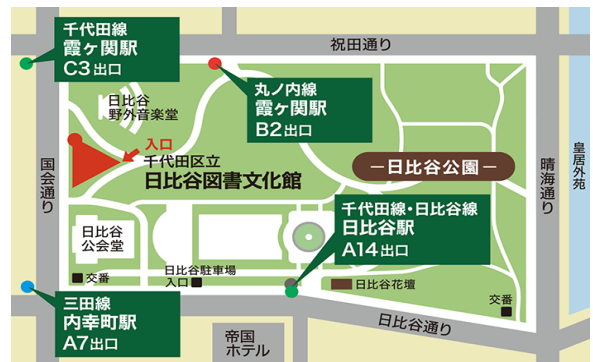 千代田線
霞ヶ関駅
C3出口
祝田通り
丸ノ内線
霞ヶ関駅
B2出口
日比谷
野外音楽堂
入口
千代田区立
日比谷図書文化館
日比谷公園
国会通り
晴海通り
皇居外苑
千代田線・日比谷線
日比谷駅
A14出口
日比谷
公会堂
交番
日比谷駐車場
入口
日比谷花壇
交番
三田線
内幸町駅
A7出口
日比谷通り
帝国
ホテル